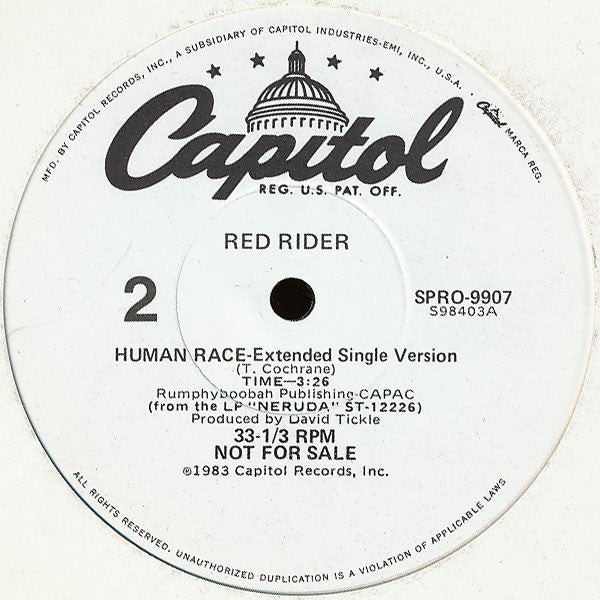 MFD. BY CAPITOL RECORDS, INC., A SUBSIDIARY OF CAPITOL INDUSTRIES-EMI, INC., U.S.A. · Capitol MARCA REG.
Capitol
REG. U.S. PAT. OFF.
RED RIDER
2
SPRO-9907
S98403A
HUMAN RACE-Extended Single Version
(T. Cochrane)
TIME—3:26
Rumphyboobah Publishing-CAPAC
(from the LP "NERUDA" ST-12226)
Produced by David Tickle
33-1/3 RPM
NOT FOR SALE
℗1983 Capitol Records, Inc.
ALL RIGHTS RESERVED. UNAUTHORIZED DUPLICATION IS A VIOLATION OF APPLICABLE LAWS